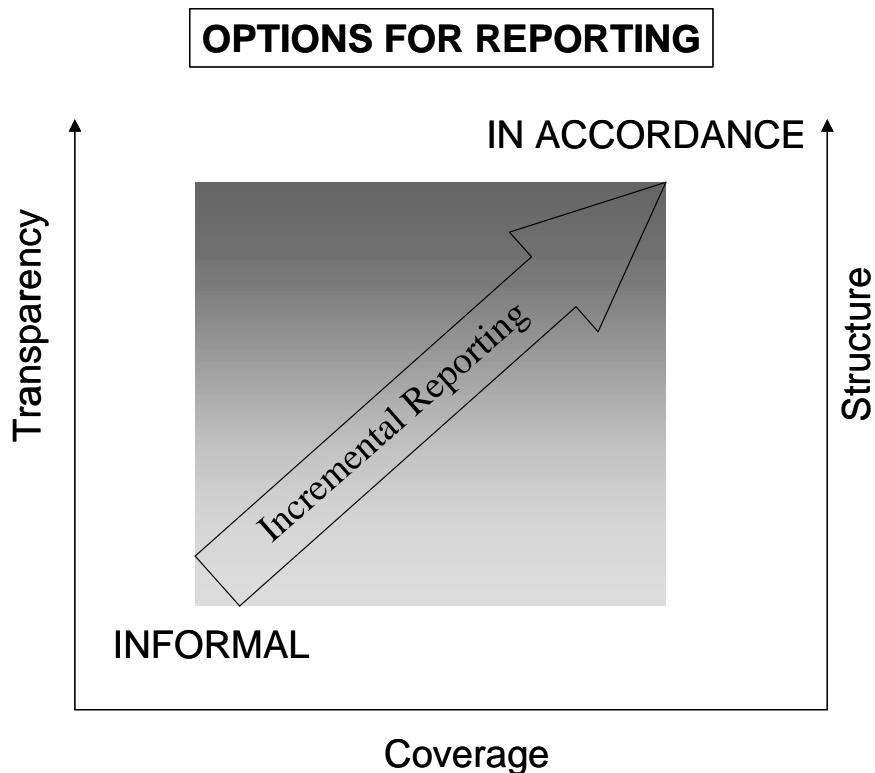 OPTIONS FOR REPORTING
IN ACCORDANCE
Transparency
Structure
Incremental Reporting
INFORMAL
Coverage